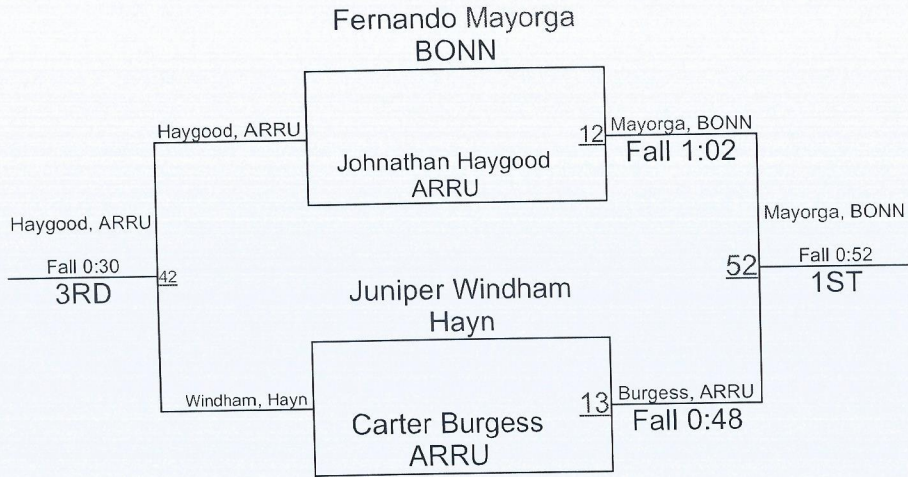 Fernando Mayorga
BONN
Haygood, ARRU
12
Mayorga, BONN
Fall 1:02
Johnathan Haygood
ARRU
Haygood, ARRU
Fall 0:30
3RD
42
Mayorga, BONN
52
Fall 0:52
1ST
Juniper Windham
Hayn
Windham, Hayn
13
Burgess, ARRU
Fall 0:48
Carter Burgess
ARRU